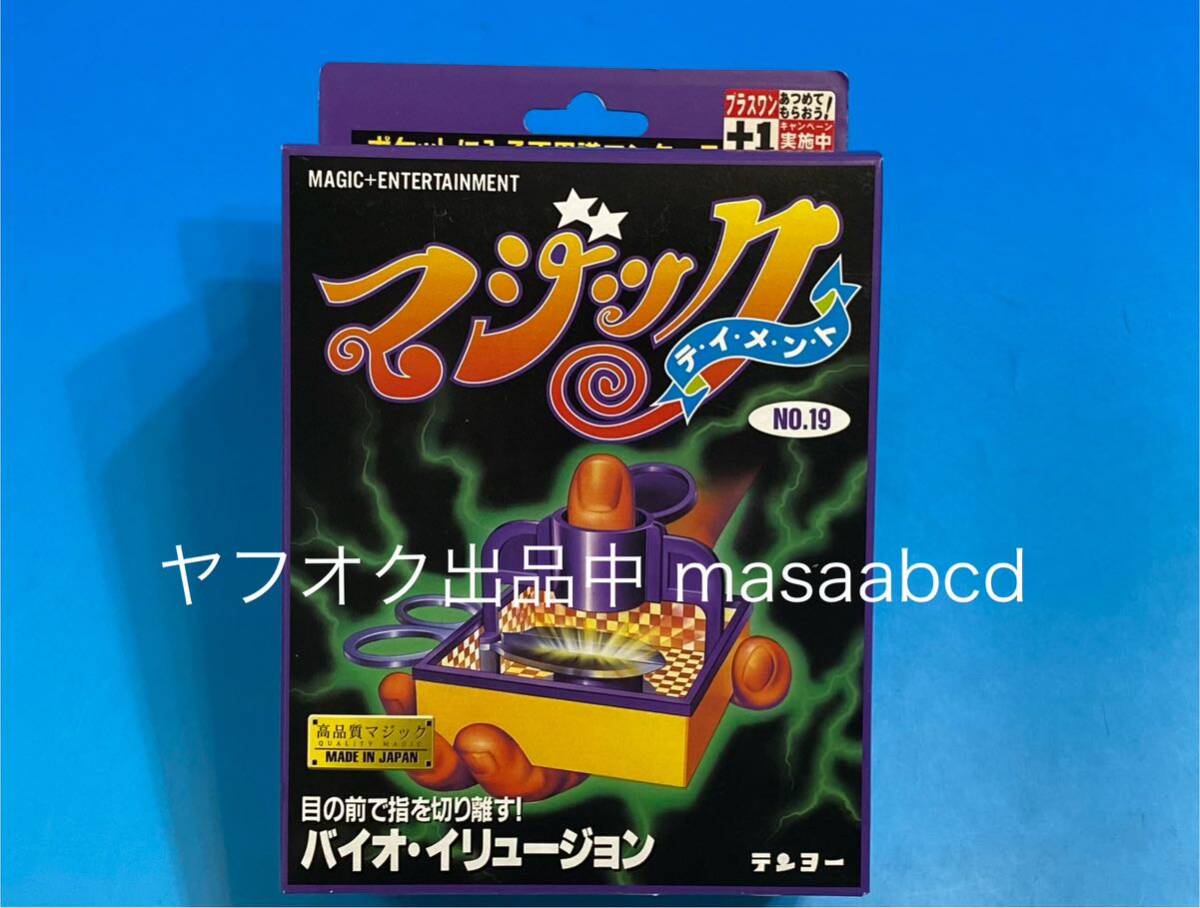 プラスワン
+1
あつめて
もらおう!
キャンペーン
実施中
MAGIC+ENTERTAINMENT
マジック
テ・イ・メ・ン・ト
NO.19
ヤフオク出品中 masaabcd
高品質マジック
QUALITY MAGIC
MADE IN JAPAN
目の前で指を切り離す!
バイオ・イリュージョン
テンヨー